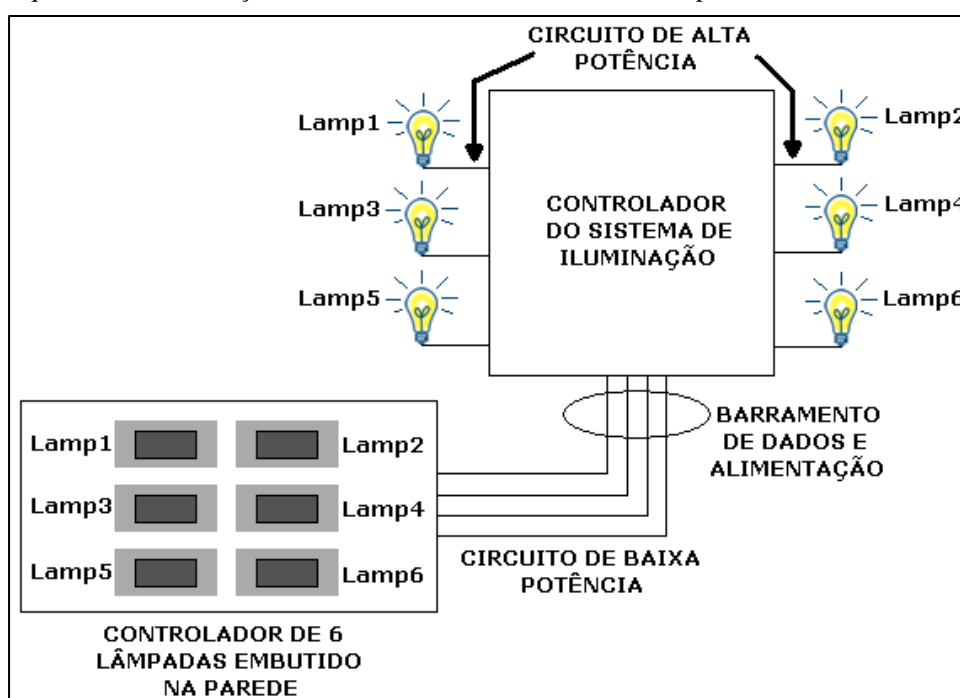 CIRCUITO DE ALTA
POTÊNCIA
Lamp1
Lamp2
Lamp3
Lamp4
Lamp5
Lamp6
CONTROLADOR
DO SISTEMA DE
ILUMINAÇÃO
BARRAMENTO
DE DADOS E
ALIMENTAÇÃO
Lamp1
Lamp2
Lamp3
Lamp4
Lamp5
Lamp6
CIRCUITO DE BAIXA
POTÊNCIA
CONTROLADOR DE 6
LÂMPADAS EMBUTIDO
NA PAREDE